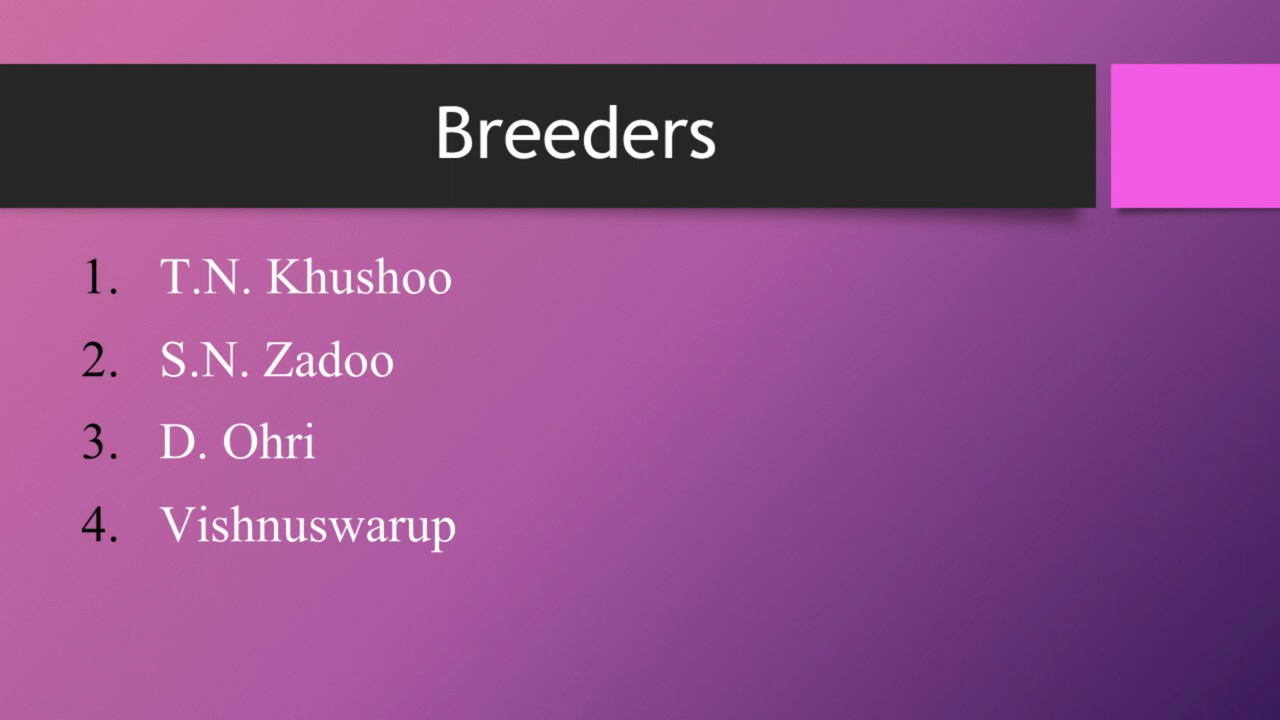 Breeders
1. T.N. Khushoo
2. S.N. Zadoo
3. D. Ohri
4. Vishnuswarup